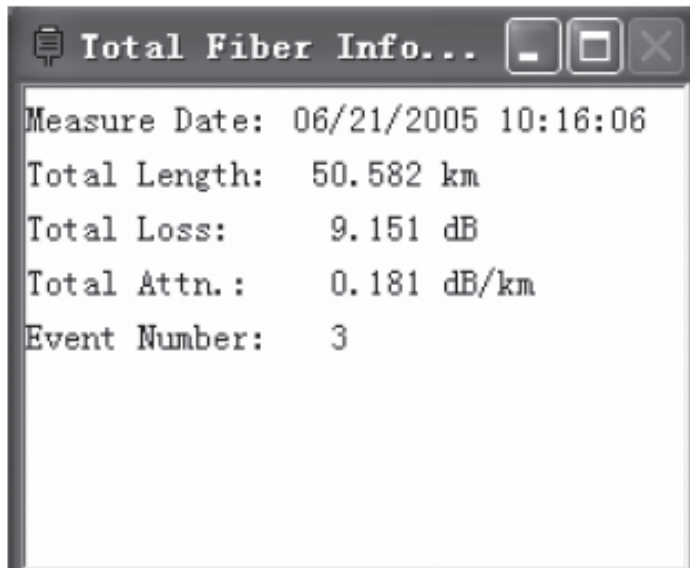 Total Fiber Info...
Measure Date: 06/21/2005 10:16:06
Total Length: 50.582 km
Total Loss: 9.151 dB
Total Attn.: 0.181 dB/km
Event Number: 3